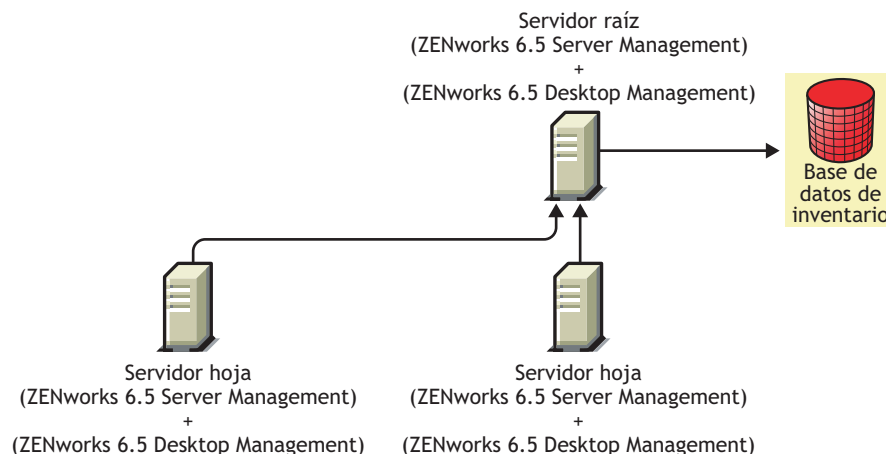 Servidor raíz
(ZENworks 6.5 Server Management)
+
(ZENworks 6.5 Desktop Management)
Base de
datos de
inventario
Servidor hoja
(ZENworks 6.5 Server Management)
+
(ZENworks 6.5 Desktop Management)
Servidor hoja
(ZENworks 6.5 Server Management)
+
(ZENworks 6.5 Desktop Management)